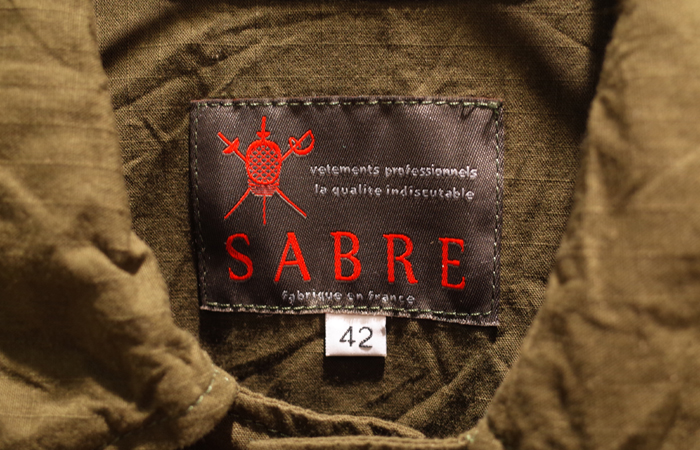 vetements professionnels
la qualite indiscutable
SABRE
fabrique en france
42